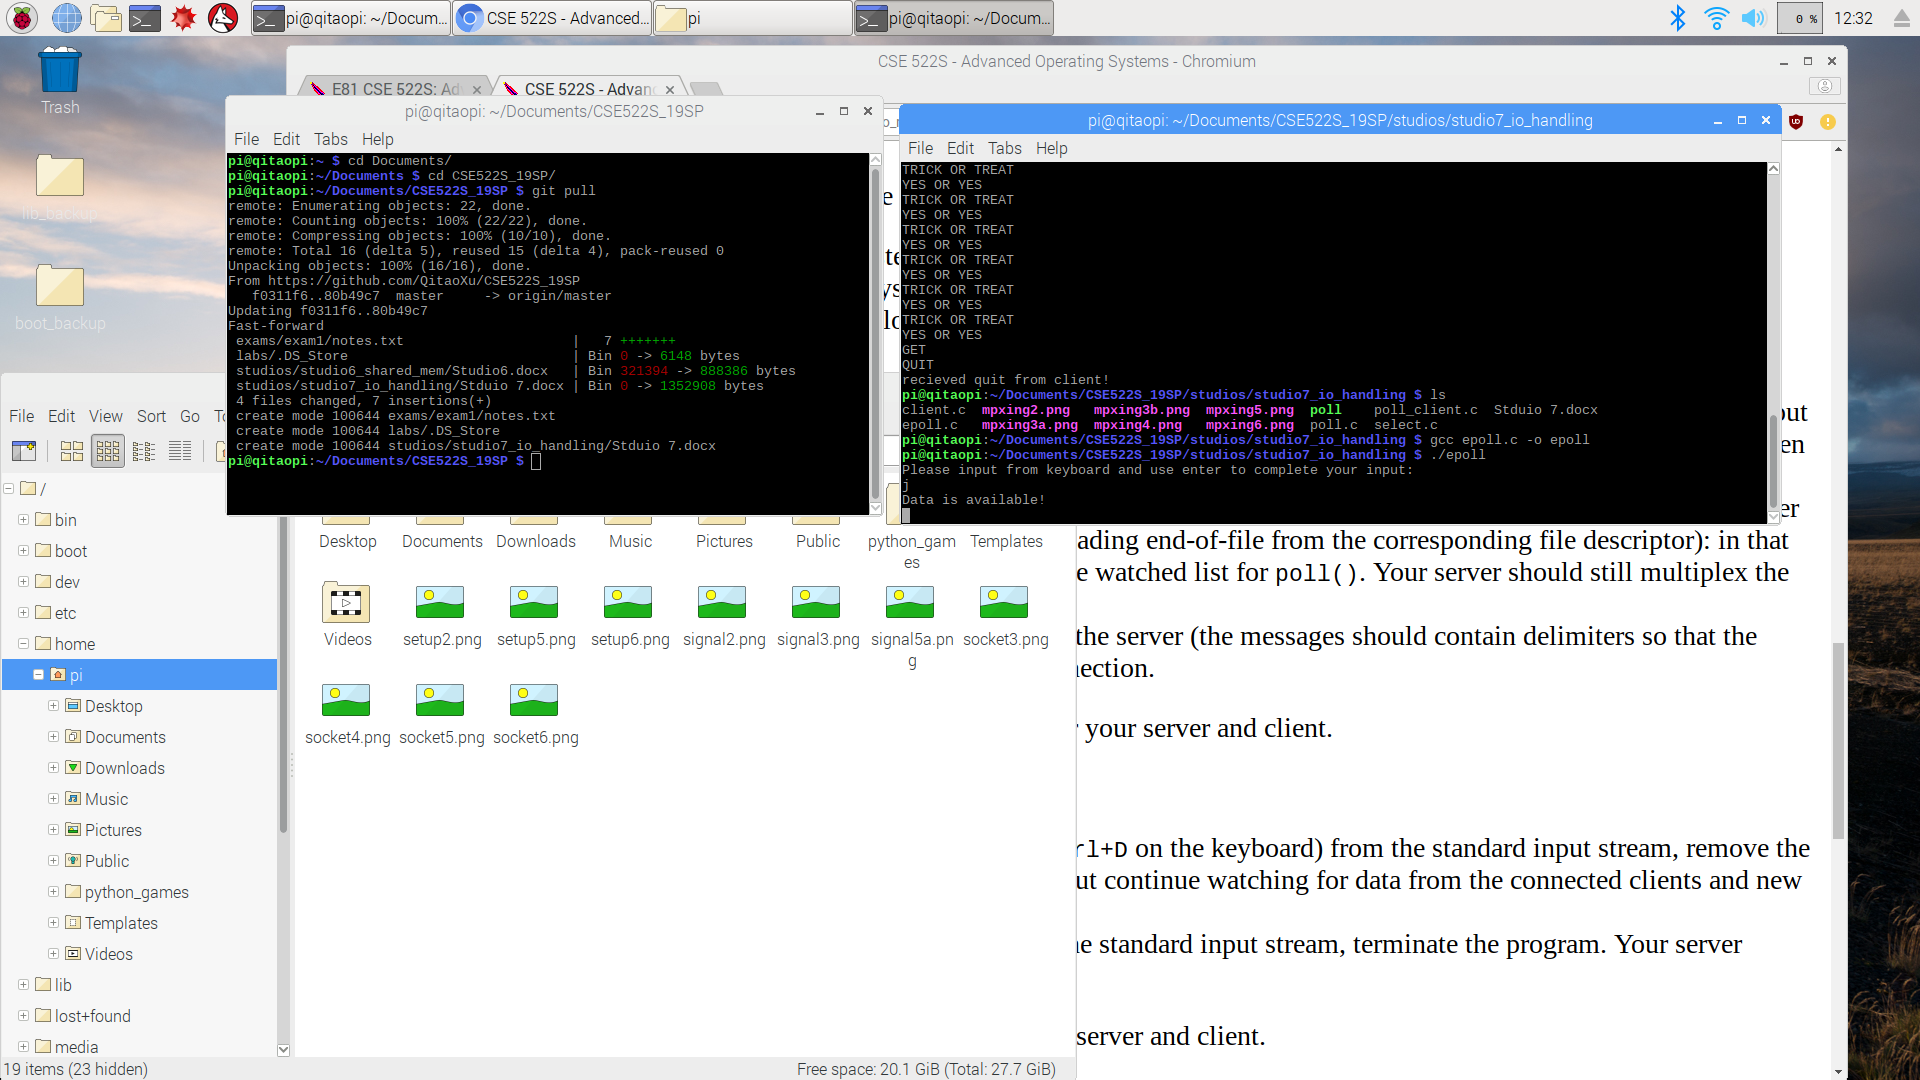 pi@qitaopi: ~/Docum...
CSE 522S - Advanced...
pi
pi@qitaopi: ~/Docum...
0 %
12:32
Trash
lib_backup
boot_backup
CSE 522S - Advanced Operating Systems - Chromium
E81 CSE 522S: Ad
CSE 522S - Advan
pi@qitaopi: ~/Documents/CSE522S_19SP
File Edit Tabs Help
pi@qitaopi:~ $ cd Documents/
pi@qitaopi:~/Documents $ cd CSE522S_19SP/
pi@qitaopi:~/Documents/CSE522S_19SP $ git pull
remote: Enumerating objects: 22, done.
remote: Counting objects: 100% (22/22), done.
remote: Compressing objects: 100% (10/10), done.
remote: Total 16 (delta 5), reused 15 (delta 4), pack-reused 0
Unpacking objects: 100% (16/16), done.
From https://github.com/QitaoXu/CSE522S_19SP
f0311f6..80b49c7 master -> origin/master
Updating f0311f6..80b49c7
Fast-forward
exams/exam1/notes.txt | 7 +++++++
labs/.DS_Store | Bin 0 -> 6148 bytes
studios/studio6_shared_mem/Studio6.docx | Bin 321394 -> 888386 bytes
studios/studio7_io_handling/Stduio 7.docx | Bin 0 -> 1352908 bytes
4 files changed, 7 insertions(+)
create mode 100644 exams/exam1/notes.txt
create mode 100644 labs/.DS_Store
create mode 100644 studios/studio7_io_handling/Stduio 7.docx
pi@qitaopi:~/Documents/CSE522S_19SP $
pi@qitaopi: ~/Documents/CSE522S_19SP/studios/studio7_io_handling
File Edit Tabs Help
TRICK OR TREAT
YES OR YES
TRICK OR TREAT
YES OR YES
TRICK OR TREAT
YES OR YES
TRICK OR TREAT
YES OR YES
TRICK OR TREAT
YES OR YES
TRICK OR TREAT
YES OR YES
GET
QUIT
recieved quit from client!
pi@qitaopi:~/Documents/CSE522S_19SP/studios/studio7_io_handling $ ls
client.c mpxing2.png mpxing3b.png mpxing5.png poll poll_client.c Stduio 7.docx
epoll.c mpxing3a.png mpxing4.png mpxing6.png poll.c select.c
pi@qitaopi:~/Documents/CSE522S_19SP/studios/studio7_io_handling $ gcc epoll.c -o epoll
pi@qitaopi:~/Documents/CSE522S_19SP/studios/studio7_io_handling $ ./epoll
Please input from keyboard and use enter to complete your input:
j
Data is available!
File Edit View Sort Go
/
bin
boot
dev
etc
home
pi
Desktop
Documents
Downloads
Music
Pictures
Public
python_games
Templates
Videos
lib
lost+found
media
Desktop Documents Downloads Music Pictures Public python_games Templates
Videos setup2.png setup5.png setup6.png signal2.png signal3.png signal5a.png socket3.png
socket4.png socket5.png socket6.png
19 items (23 hidden)
Free space: 20.1 GiB (Total: 27.7 GiB)
ading end-of-file from the corresponding file descriptor): in that
e watched list for poll(). Your server should still multiplex the
the server (the messages should contain delimiters so that the
nection.
your server and client.
rl+D on the keyboard) from the standard input stream, remove the
ut continue watching for data from the connected clients and new
e standard input stream, terminate the program. Your server
server and client.